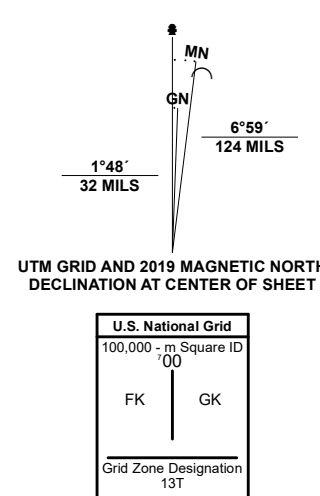 MN
GN
6°59´
124 MILS
1°48´
32 MILS
UTM GRID AND 2019 MAGNETIC NORTH
DECLINATION AT CENTER OF SHEET
U.S. National Grid
100,000 - m Square ID
⁷00
FK GK
Grid Zone Designation
13T